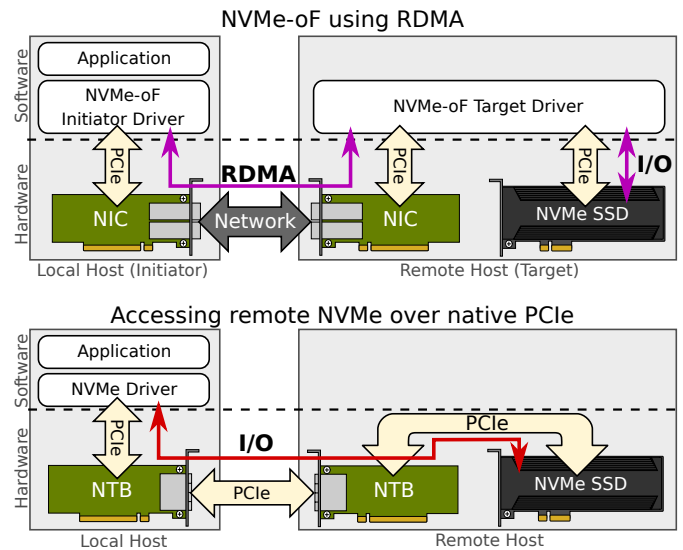 NVMe-oF using RDMA
Software
Application
NVMe-oF
Initiator Driver
NVMe-oF Target Driver
Hardware
PCIe
RDMA
PCIe
PCIe
I/O
NIC
Network
NIC
NVMe SSD
Local Host (Initiator)
Remote Host (Target)
Accessing remote NVMe over native PCIe
Software
Application
NVMe Driver
Hardware
PCIe
I/O
PCIe
NTB
PCIe
NTB
NVMe SSD
Local Host
Remote Host